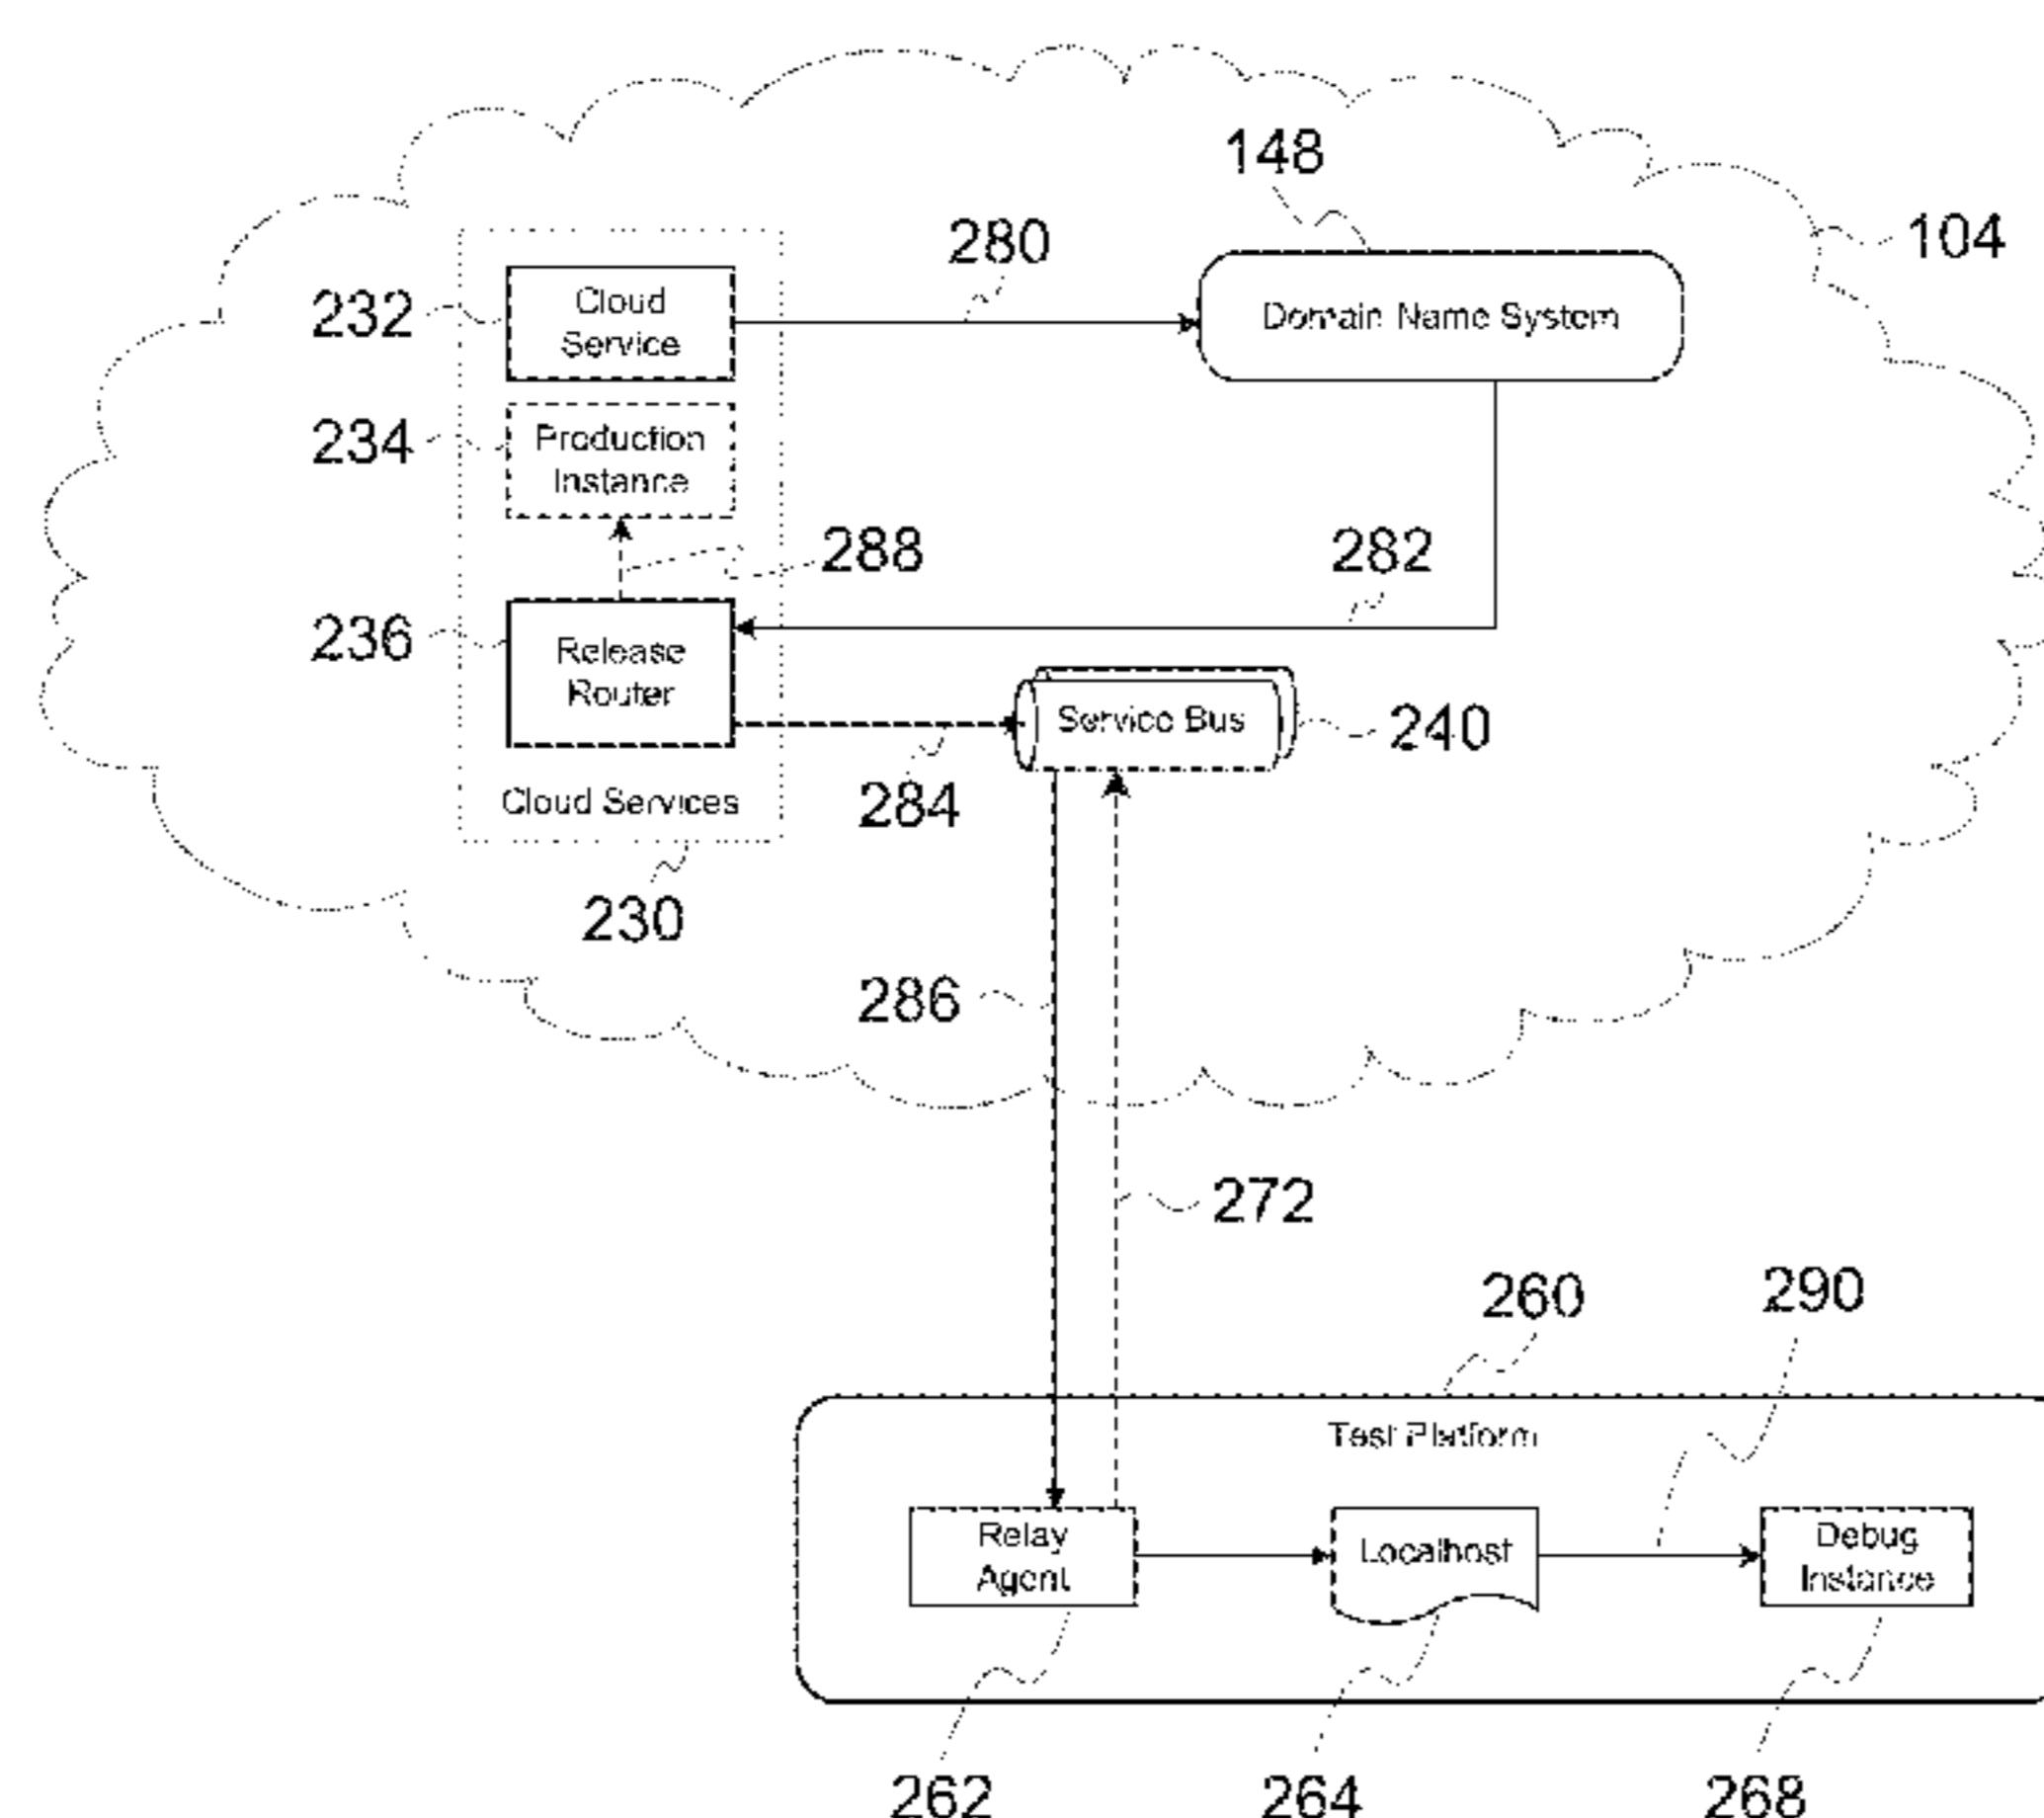 148
104
280
232
Cloud
Service
Domain Name System
234
Production
Instance
288
282
236
Release
Router
Service Bus
240
284
Cloud Services
230
286
272
260
290
Test Platform
Relay
Agent
Localhost
Debug
Instance
262
264
268